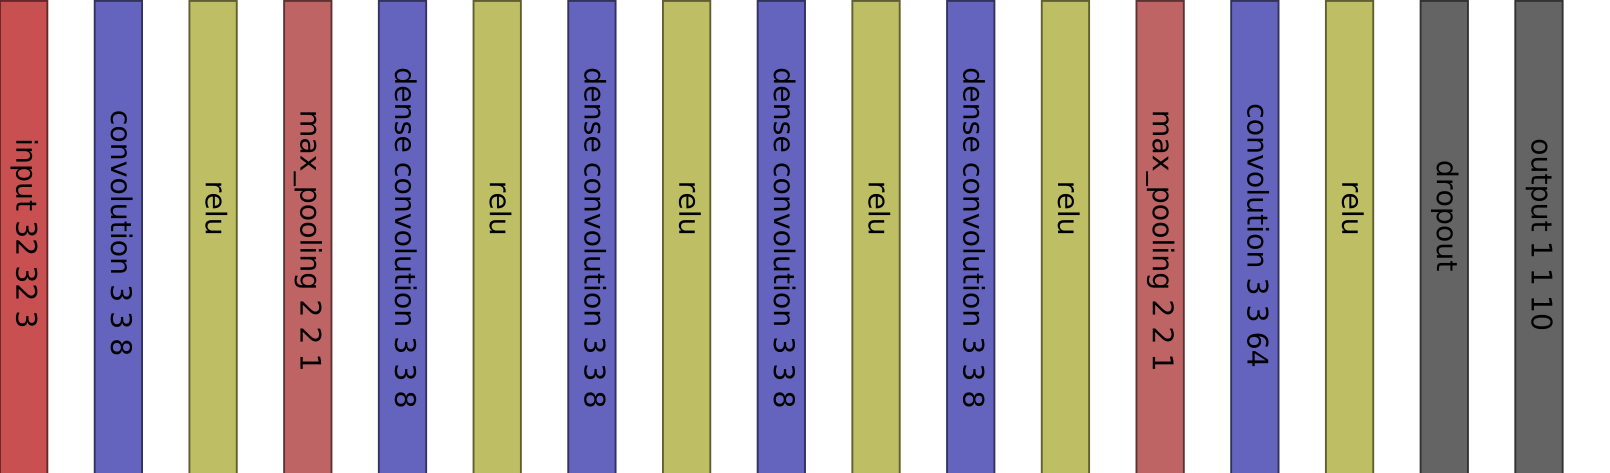 input 32 32 3
convolution 3 3 8
relu
max_pooling 2 2 1
dense convolution 3 3 8
relu
dense convolution 3 3 8
relu
dense convolution 3 3 8
relu
dense convolution 3 3 8
relu
max_pooling 2 2 1
convolution 3 3 64
relu
dropout
output 1 1 10